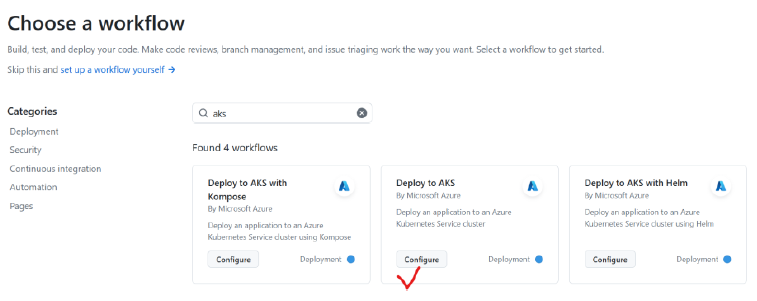 Choose a workflow
Build, test, and deploy your code. Make code reviews, branch management, and issue triaging work the way you want. Select a workflow to get started.
Skip this and set up a workflow yourself →
Categories
Deployment
Security
Continuous integration
Automation
Pages
aks
Found 4 workflows
Deploy to AKS with
Kompose
By Microsoft Azure
Deploy an application to an Azure
Kubernetes Service cluster using Kompose
Configure
Deployment
Deploy to AKS
By Microsoft Azure
Deploy an application to an Azure
Kubernetes Service cluster
Configure
Deployment
Deploy to AKS with Helm
By Microsoft Azure
Deploy an application to an Azure
Kubernetes Service cluster using Helm
Configure
Deployment